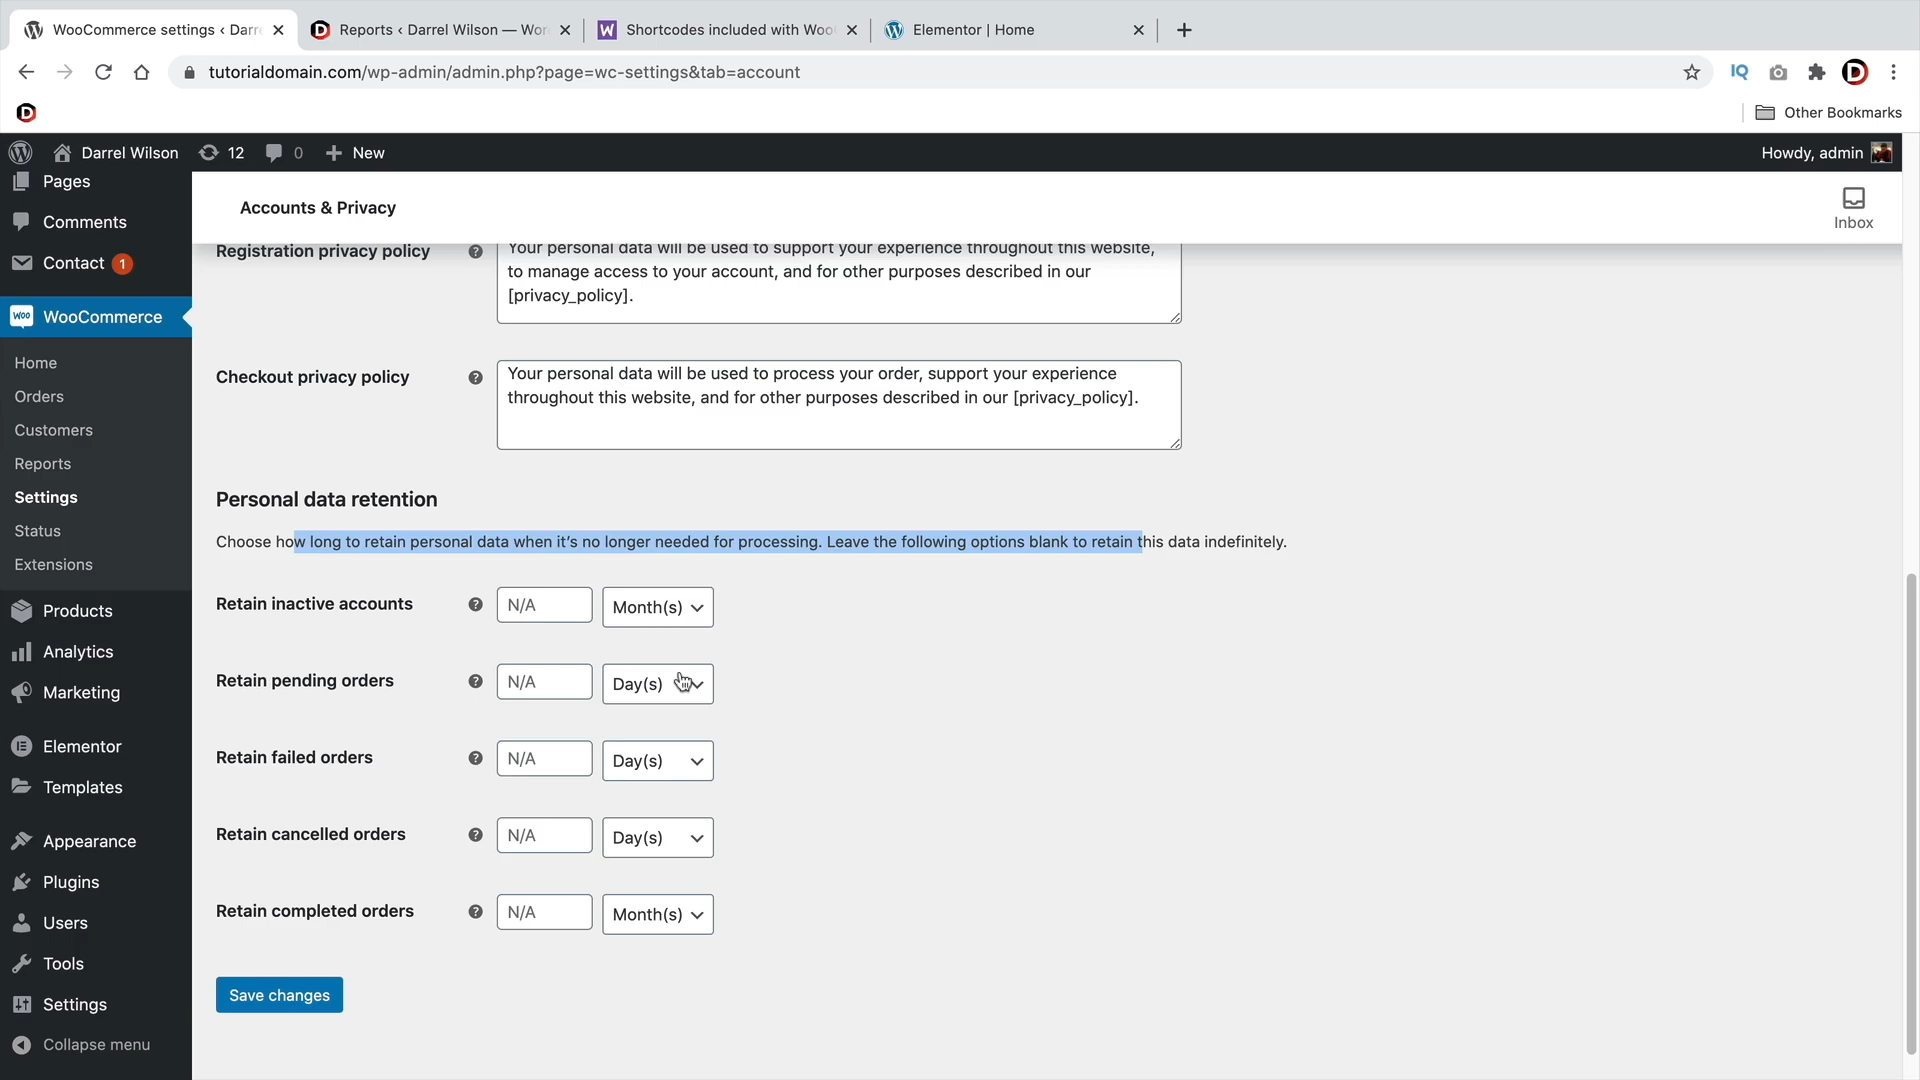 WooCommerce settings ‹ Darre
Reports ‹ Darrel Wilson — Wor
Shortcodes included with Woo
Elementor | Home
tutorialdomain.com/wp-admin/admin.php?page=wc-settings&tab=account
IQ
Other Bookmarks
Darrel Wilson
12
0
New
Howdy, admin
Pages
Comments
Contact 1
WooCommerce
Home
Orders
Customers
Reports
Settings
Status
Extensions
Products
Analytics
Marketing
Elementor
Templates
Appearance
Plugins
Users
Tools
Settings
Collapse menu
Accounts & Privacy
Inbox
Registration privacy policy
Your personal data will be used to support your experience throughout this website,
to manage access to your account, and for other purposes described in our
[privacy_policy].
Checkout privacy policy
Your personal data will be used to process your order, support your experience
throughout this website, and for other purposes described in our [privacy_policy].
Personal data retention
Choose how long to retain personal data when it's no longer needed for processing. Leave the following options blank to retain this data indefinitely.
Retain inactive accounts ? N/A Month(s)
Retain pending orders ? N/A Day(s)
Retain failed orders ? N/A Day(s)
Retain cancelled orders ? N/A Day(s)
Retain completed orders ? N/A Month(s)
Save changes